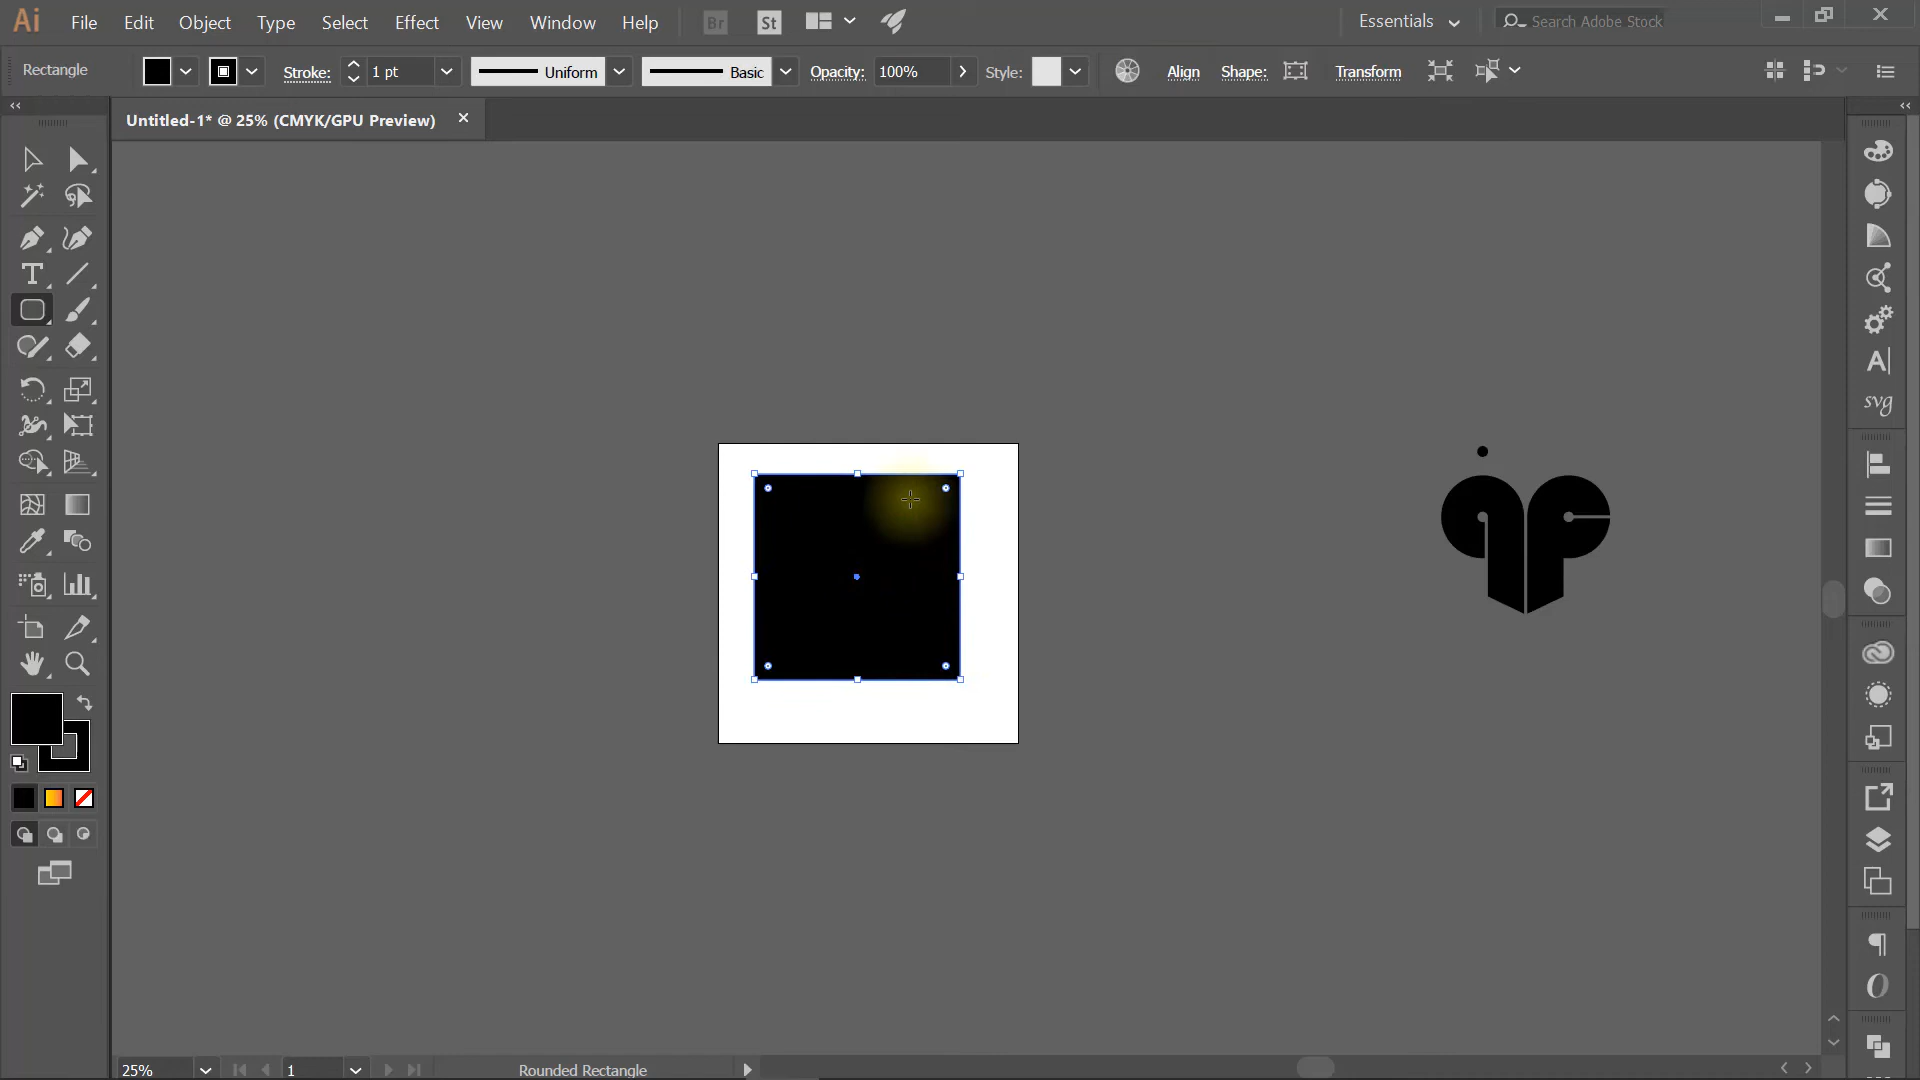 Ai File Edit Object Type Select Effect View Window Help Br St Essentials Search Adobe Stock
Rectangle Stroke: 1 pt Uniform Basic Opacity: 100% Style: Align Shape: Transform
Untitled-1* @ 25% (CMYK/GPU Preview)
T
A
svg
25% 1 Rounded Rectangle